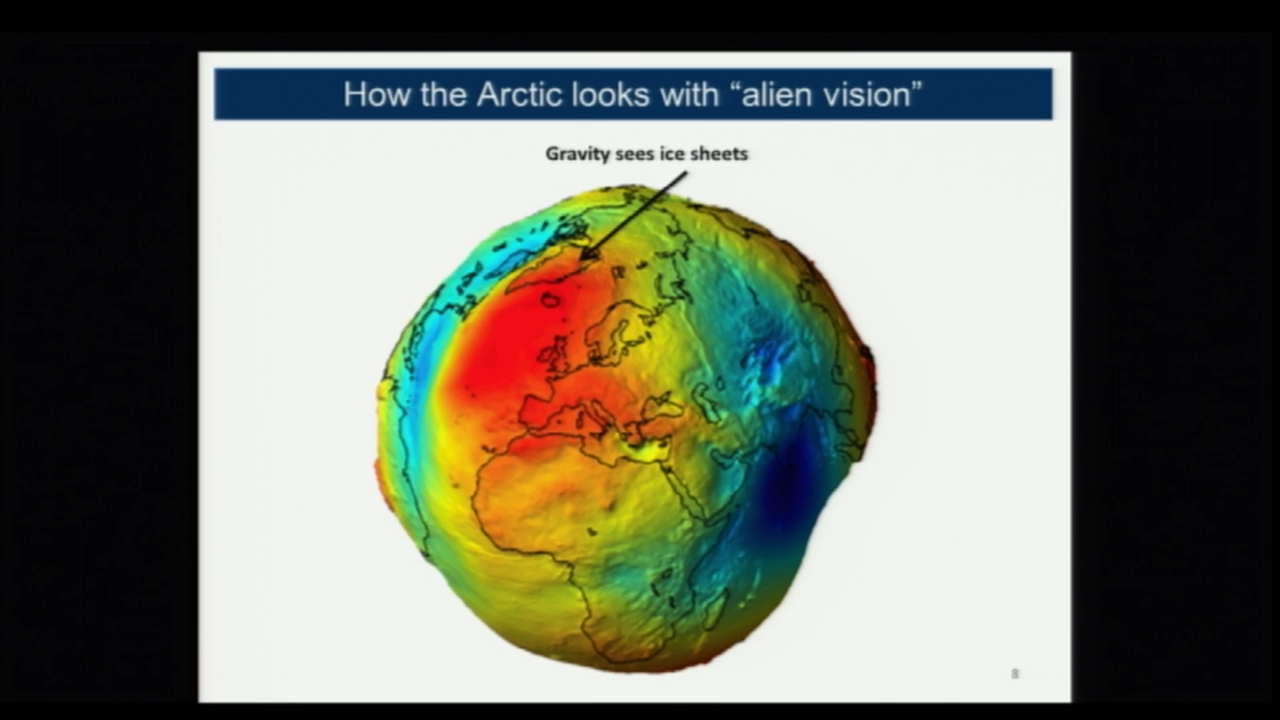 How the Arctic looks with “alien vision”
Gravity sees ice sheets
8